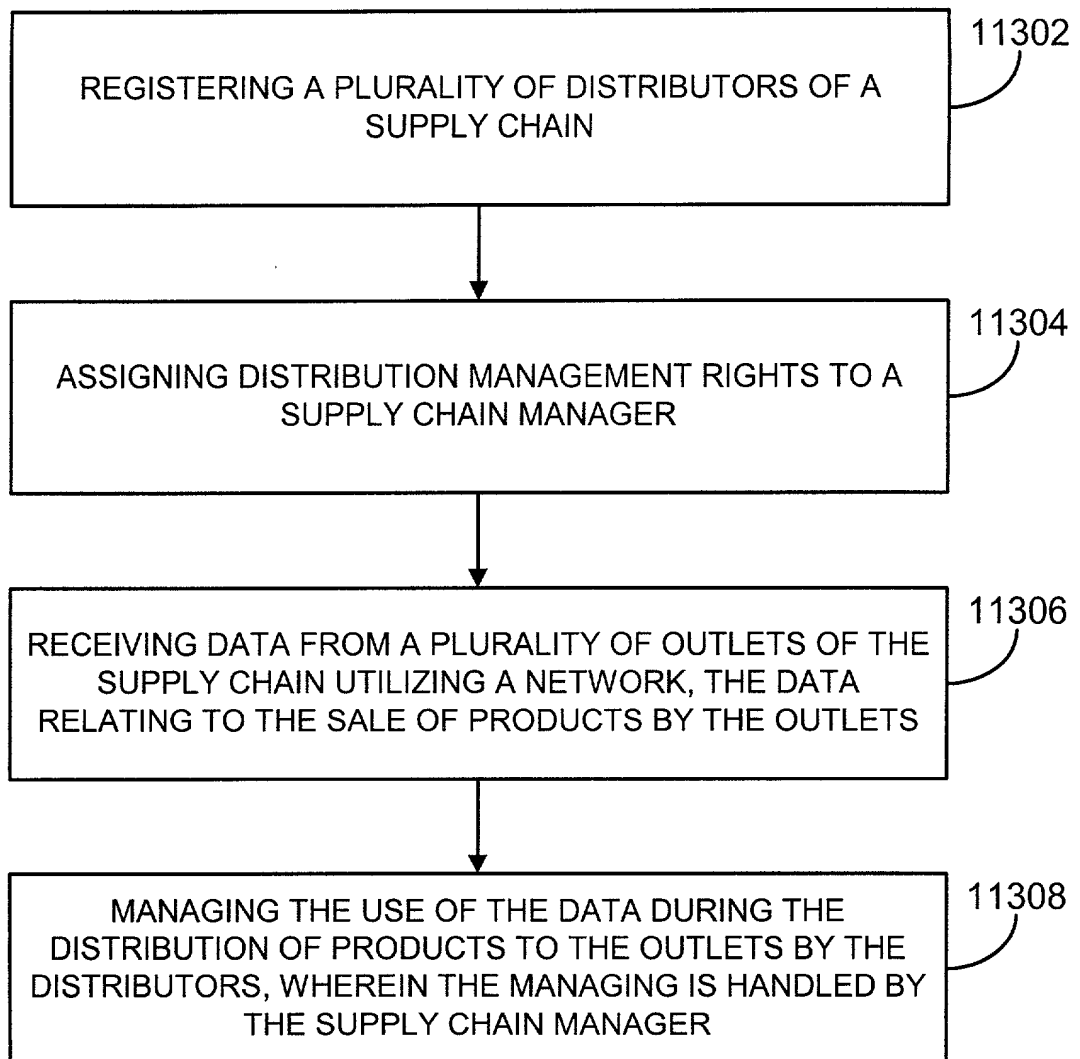 11302
REGISTERING A PLURALITY OF DISTRIBUTORS OF A
SUPPLY CHAIN
11304
ASSIGNING DISTRIBUTION MANAGEMENT RIGHTS TO A
SUPPLY CHAIN MANAGER
11306
RECEIVING DATA FROM A PLURALITY OF OUTLETS OF THE
SUPPLY CHAIN UTILIZING A NETWORK, THE DATA
RELATING TO THE SALE OF PRODUCTS BY THE OUTLETS
11308
MANAGING THE USE OF THE DATA DURING THE
DISTRIBUTION OF PRODUCTS TO THE OUTLETS BY THE
DISTRIBUTORS, WHEREIN THE MANAGING IS HANDLED BY
THE SUPPLY CHAIN MANAGER